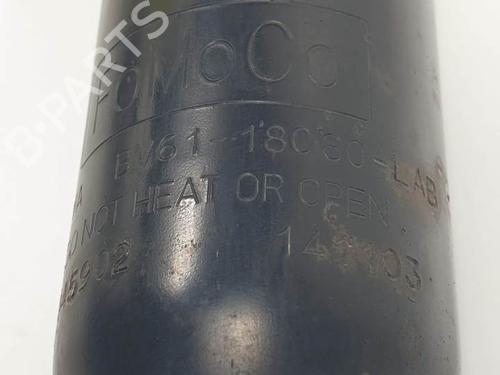 FoMoCo
BV61-18080-LAB
DO NOT HEAT OR OPEN
B-PARTS